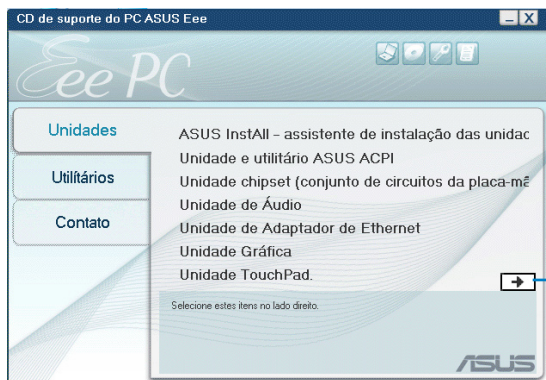 CD de suporte do PC ASUS Eee
Eee PC
Unidades
Utilítários
Contato
ASUS InstAll – assistente de instalação das unidac
Unidade e utilitário ASUS ACPI
Unidade chipset (conjunto de circuitos da placa-mã
Unidade de Áudio
Unidade de Adaptador de Ethernet
Unidade Gráfica
Unidade TouchPad.
Selecione estes itens no lado direito.
ASUS